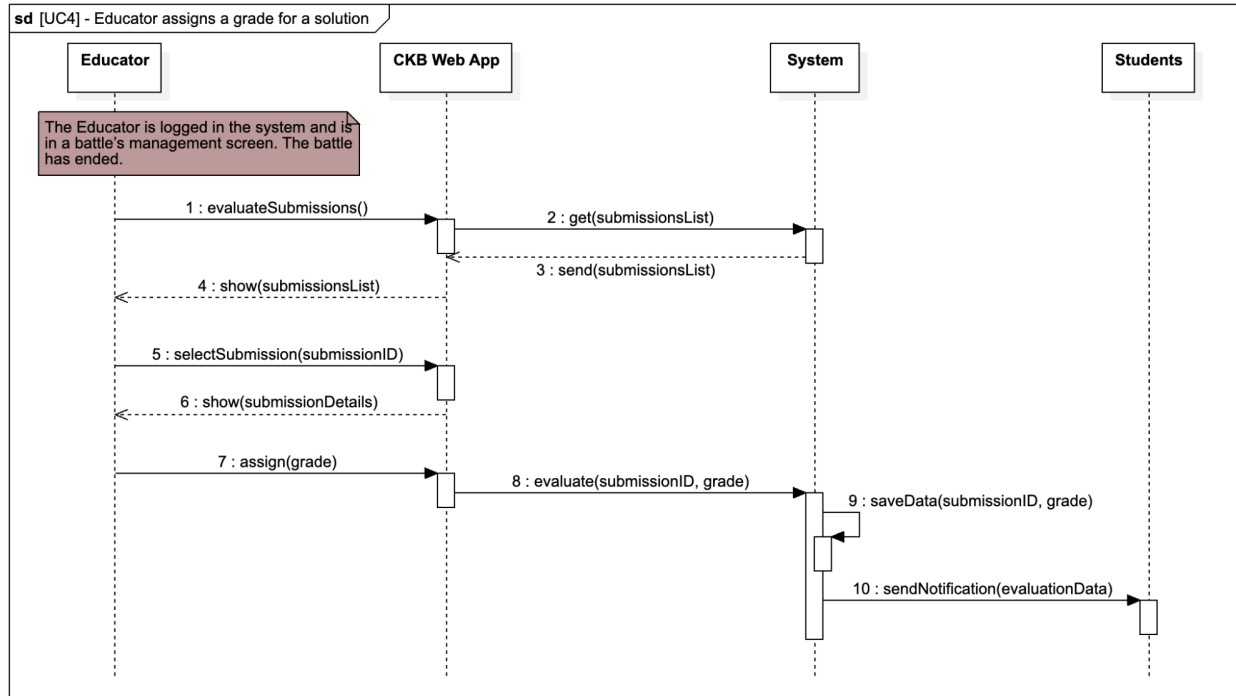 sd [UC4] - Educator assigns a grade for a solution
Educator
CKB Web App
System
Students
The Educator is logged in the system and is
in a battle's management screen. The battle
has ended.
1 : evaluateSubmissions()
2 : get(submissionsList)
3 : send(submissionsList)
4 : show(submissionsList)
5 : selectSubmission(submissionID)
6 : show(submissionDetails)
7 : assign(grade)
8 : evaluate(submissionID, grade)
9 : saveData(submissionID, grade)
10 : sendNotification(evaluationData)